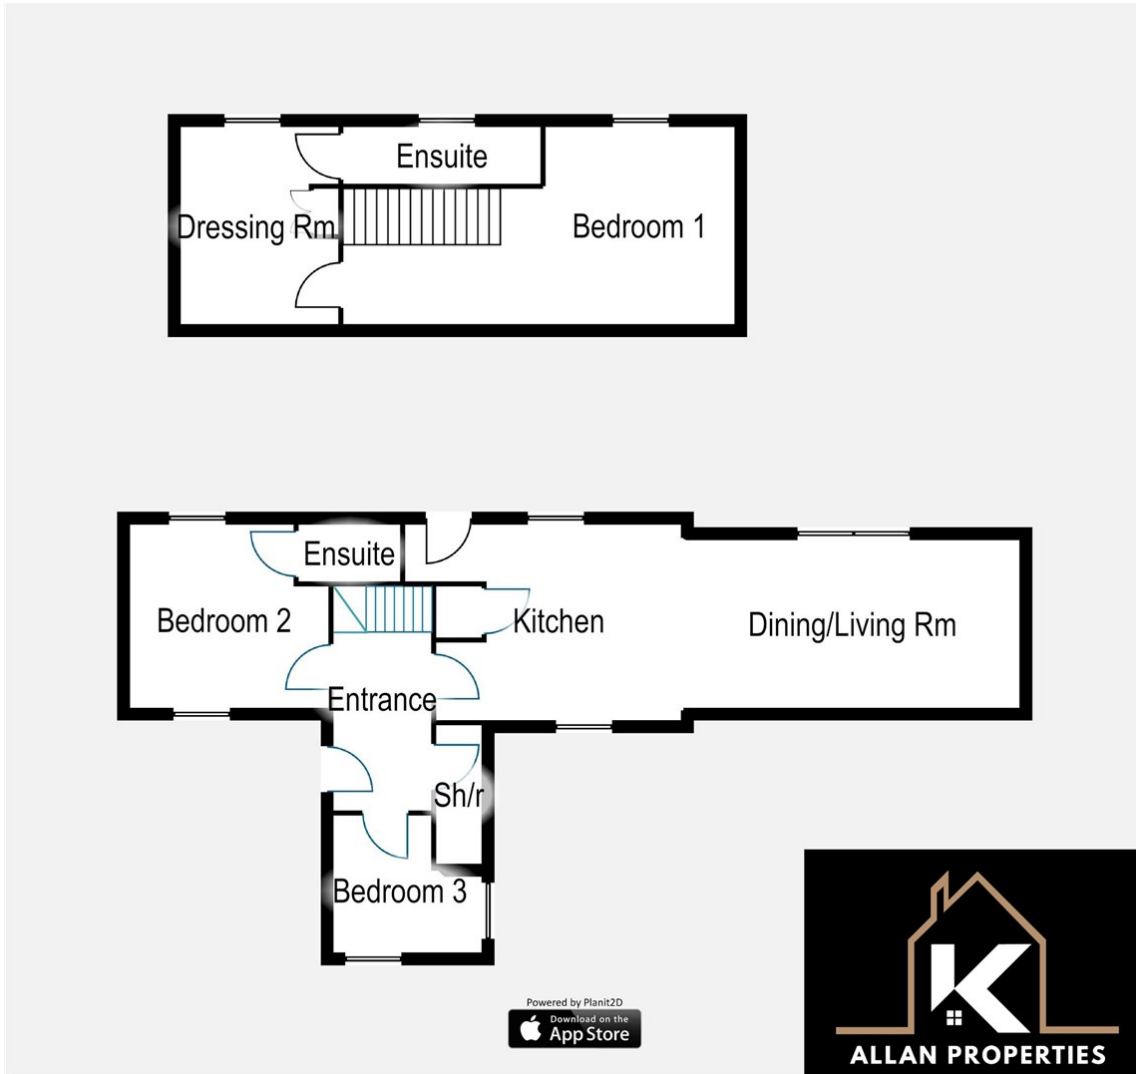 Ensuite
Dressing Rm
Bedroom 1
Ensuite
Bedroom 2
Kitchen
Dining/Living Rm
Entrance
Sh/r
Bedroom 3
Powered by Planit2D
Download on the
App Store
K
ALLAN PROPERTIES